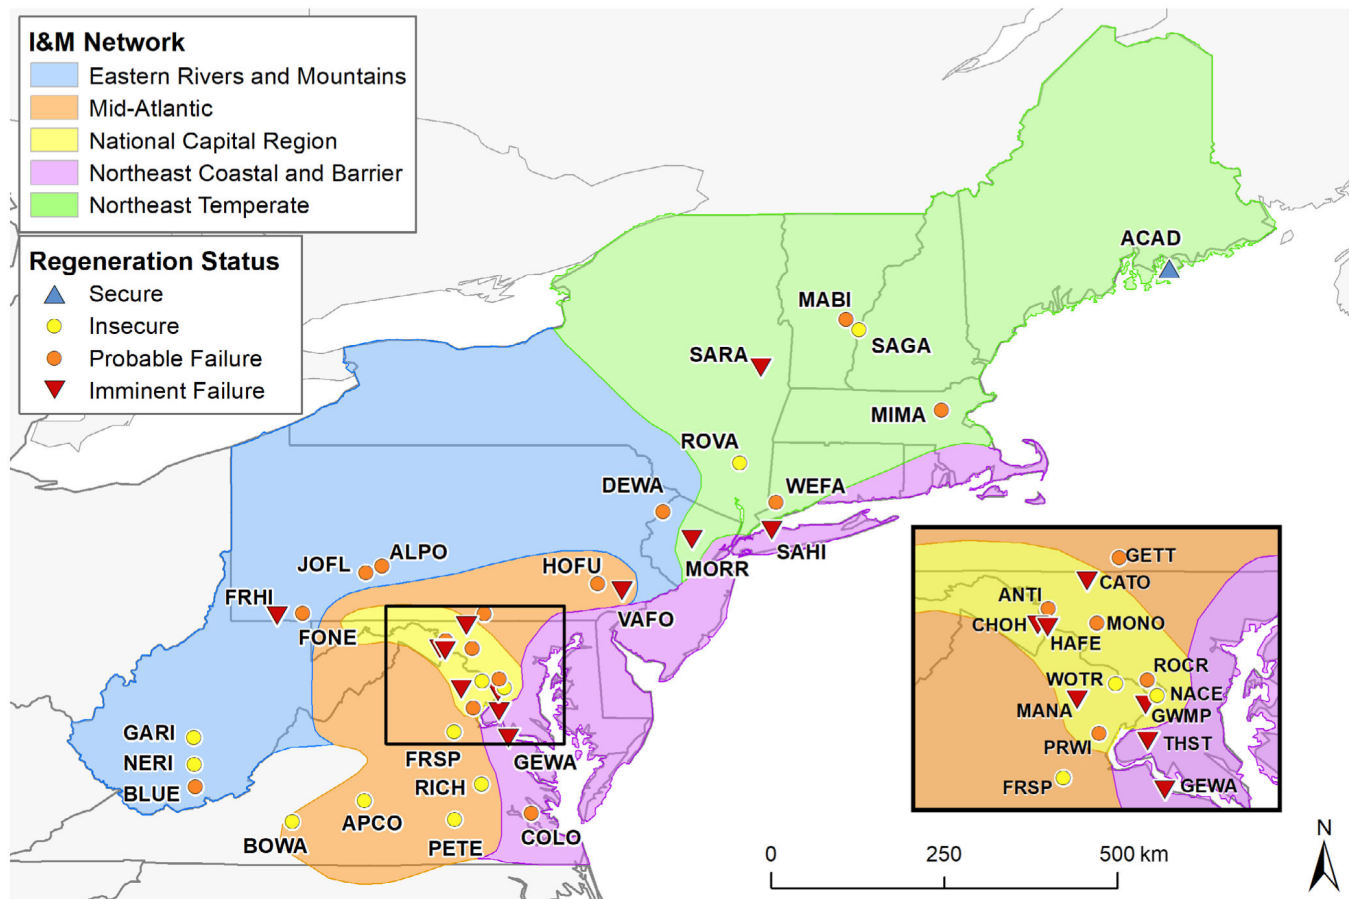 I&M Network
Eastern Rivers and Mountains
Mid-Atlantic
National Capital Region
Northeast Coastal and Barrier
Northeast Temperate
Regeneration Status
Secure
Insecure
Probable Failure
Imminent Failure
ACAD
MABI
SAGA
SARA
MIMA
ROVA
DEWA
WEFA
SAHI
MORR
JOFL
ALPO
HOFU
VAFO
FRHI
FONE
GARI
NERI
BLUE
BOWA
APCO
FRSP
RICH
PETE
GEWA
COLO
GETT
CATO
ANTI
CHOH
HAFE
MONO
WOTR
ROCR
NACE
MANA
GWMP
PRWI
THST
FRSP
GEWA
N
0 250 500 km